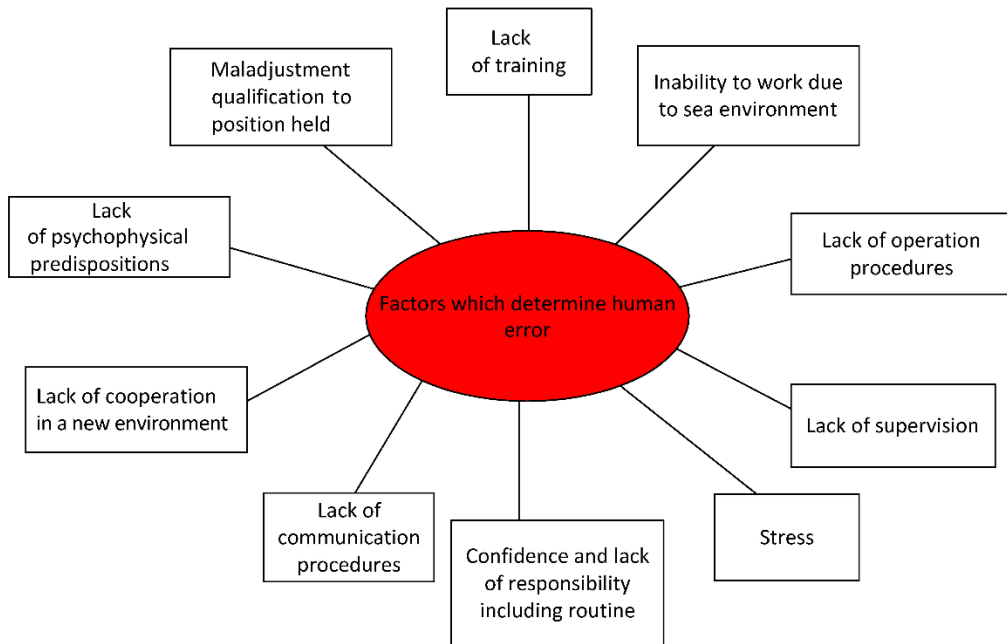 Lack
of training
Maladjustment
qualification to
position held
Inability to work due
to sea environment
Lack
of psychophysical
predispositions
Lack of operation
procedures
Factors which determine human
error
Lack of cooperation
in a new environment
Lack of supervision
Lack of
communication
procedures
Confidence and lack
of responsibility
including routine
Stress